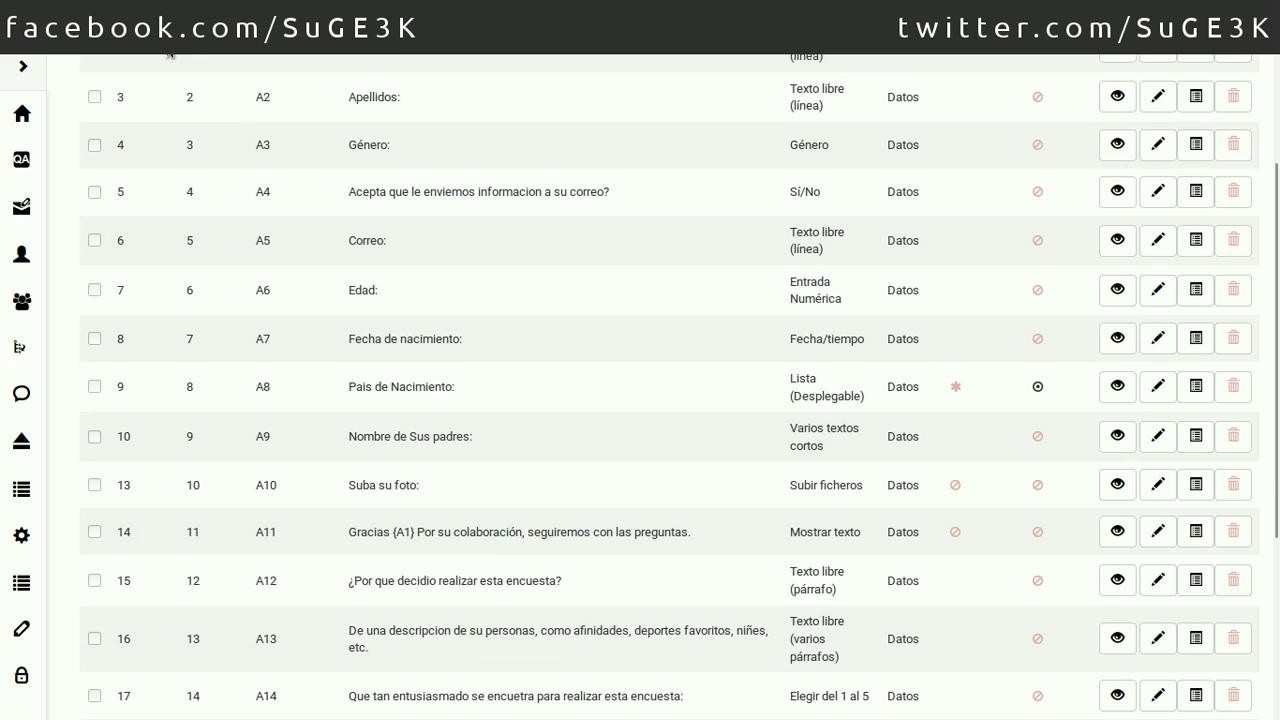 facebook.com/SuGE3K twitter.com/SuGE3K
(línea)
3 2 A2 Apellidos: Texto libre (línea) Datos
4 3 A3 Género: Género Datos
5 4 A4 Acepta que le enviemos informacion a su correo? Sí/No Datos
6 5 A5 Correo: Texto libre (línea) Datos
7 6 A6 Edad: Entrada Numérica Datos
8 7 A7 Fecha de nacimiento: Fecha/tiempo Datos
9 8 A8 Pais de Nacimiento: Lista (Desplegable) Datos
10 9 A9 Nombre de Sus padres: Varios textos cortos Datos
13 10 A10 Suba su foto: Subir ficheros Datos
14 11 A11 Gracias {A1} Por su colaboración, seguiremos con las preguntas. Mostrar texto Datos
15 12 A12 ¿Por que decidio realizar esta encuesta? Texto libre (párrafo) Datos
16 13 A13 De una descripcion de su personas, como afinidades, deportes favoritos, niñes, etc. Texto libre (varios párrafos) Datos
17 14 A14 Que tan entusiasmado se encuetra para realizar esta encuesta: Elegir del 1 al 5 Datos
QA